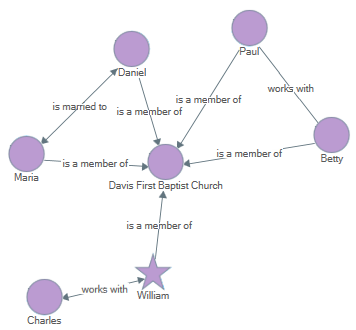 Paul
Daniel
works with
is married to
is a member of
is a member of
Betty
is a member of
is a member of
Maria
Davis First Baptist Church
is a member of
works with
William
Charles